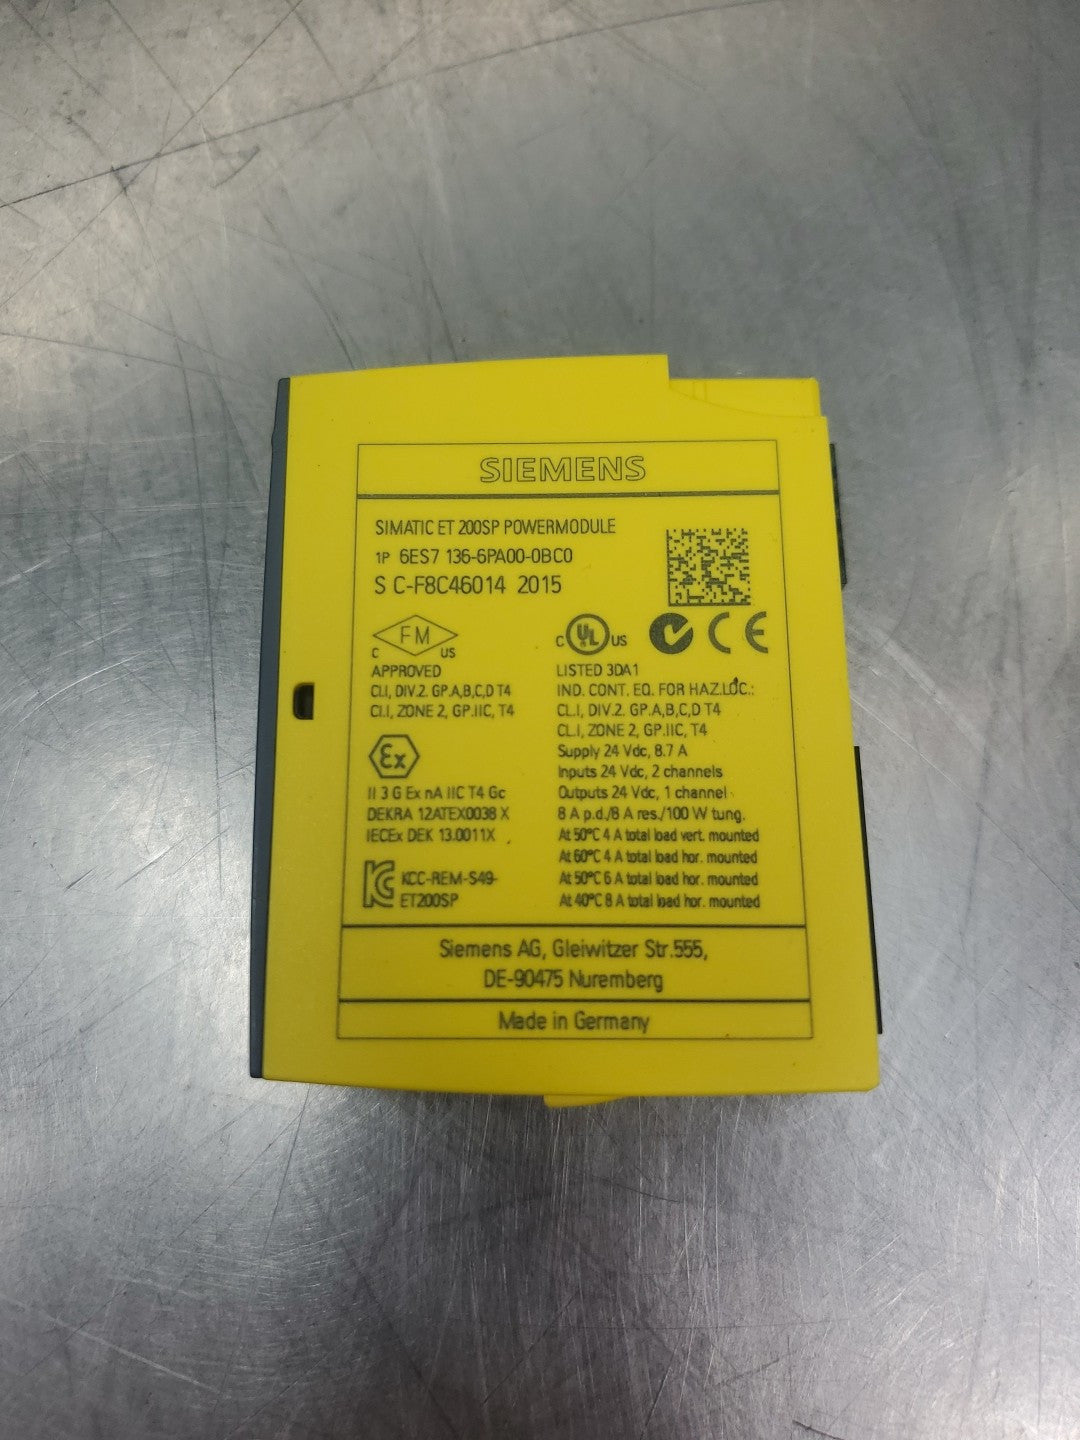 SIEMENS
SIMATIC ET 200SP POWERMODULE
1P 6ES7 136-6PA00-0BC0
S C-F8C46014 2015
FM
C US
APPROVED
CL.I, DIV.2. GP.A,B,C,D T4
CL.I, ZONE 2, GP.IIC, T4
Ex
II 3 G Ex nA IIC T4 Gc
DEKRA 12ATEX0038 X
IECEx DEK 13.0011X
KCC-REM-S49-
ET200SP
C UL US CE
LISTED 3DA1
IND. CONT. EQ. FOR HAZ.LOC.:
CL.I, DIV.2. GP.A,B,C,D T4
CL.I, ZONE 2, GP.IIC, T4
Supply 24 Vdc, 8.7 A
Inputs 24 Vdc, 2 channels
Outputs 24 Vdc, 1 channel
8 A p.d./8 A res./100 W tung.
At 50°C 4 A total load vert. mounted
At 60°C 4 A total load hor. mounted
At 50°C 6 A total load hor. mounted
At 40°C 8 A total load hor. mounted
Siemens AG, Gleiwitzer Str.555,
DE-90475 Nuremberg
Made in Germany